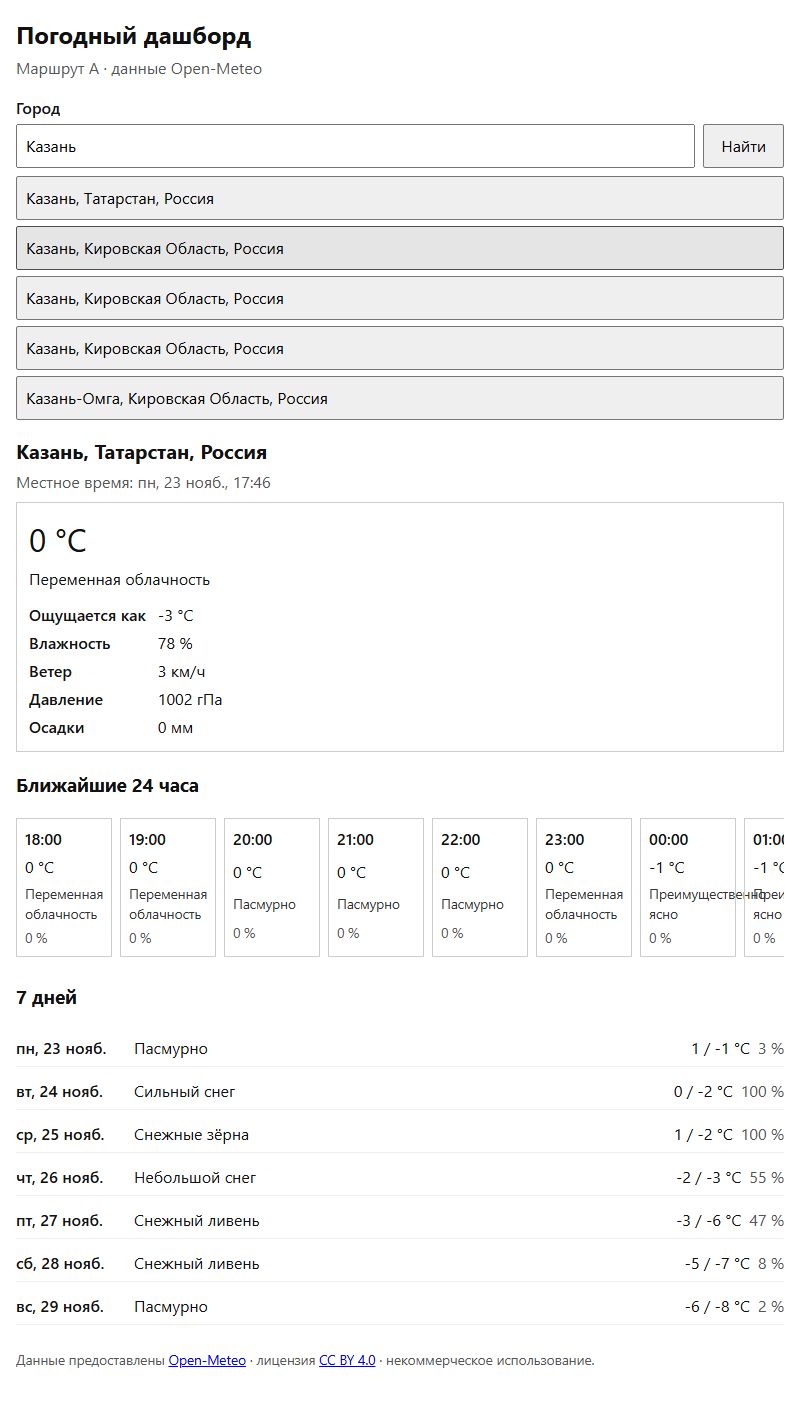 Погодный дашборд
Маршрут А · данные Open-Meteo
Город
Казань
Найти
Казань, Татарстан, Россия
Казань, Кировская Область, Россия
Казань, Кировская Область, Россия
Казань, Кировская Область, Россия
Казань-Омга, Кировская Область, Россия
Казань, Татарстан, Россия
Местное время: пн, 23 нояб., 17:46
0 °C
Переменная облачность
Ощущается как -3 °C
Влажность 78 %
Ветер 3 км/ч
Давление 1002 гПа
Осадки 0 мм
Ближайшие 24 часа
18:00
0 °C
Переменная
облачность
0 %
19:00
0 °C
Переменная
облачность
0 %
20:00
0 °C
Пасмурно
0 %
21:00
0 °C
Пасмурно
0 %
22:00
0 °C
Пасмурно
0 %
23:00
0 °C
Переменная
облачность
0 %
00:00
-1 °C
Преимущественно
ясно
0 %
01:00
-1 °C
ясно
0 %
7 дней
пн, 23 нояб. Пасмурно 1 / -1 °C 3 %
вт, 24 нояб. Сильный снег 0 / -2 °C 100 %
ср, 25 нояб. Снежные зёрна 1 / -2 °C 100 %
чт, 26 нояб. Небольшой снег -2 / -3 °C 55 %
пт, 27 нояб. Снежный ливень -3 / -6 °C 47 %
сб, 28 нояб. Снежный ливень -5 / -7 °C 8 %
вс, 29 нояб. Пасмурно -6 / -8 °C 2 %
Данные предоставлены Open-Meteo · лицензия CC BY 4.0 · некоммерческое использование.